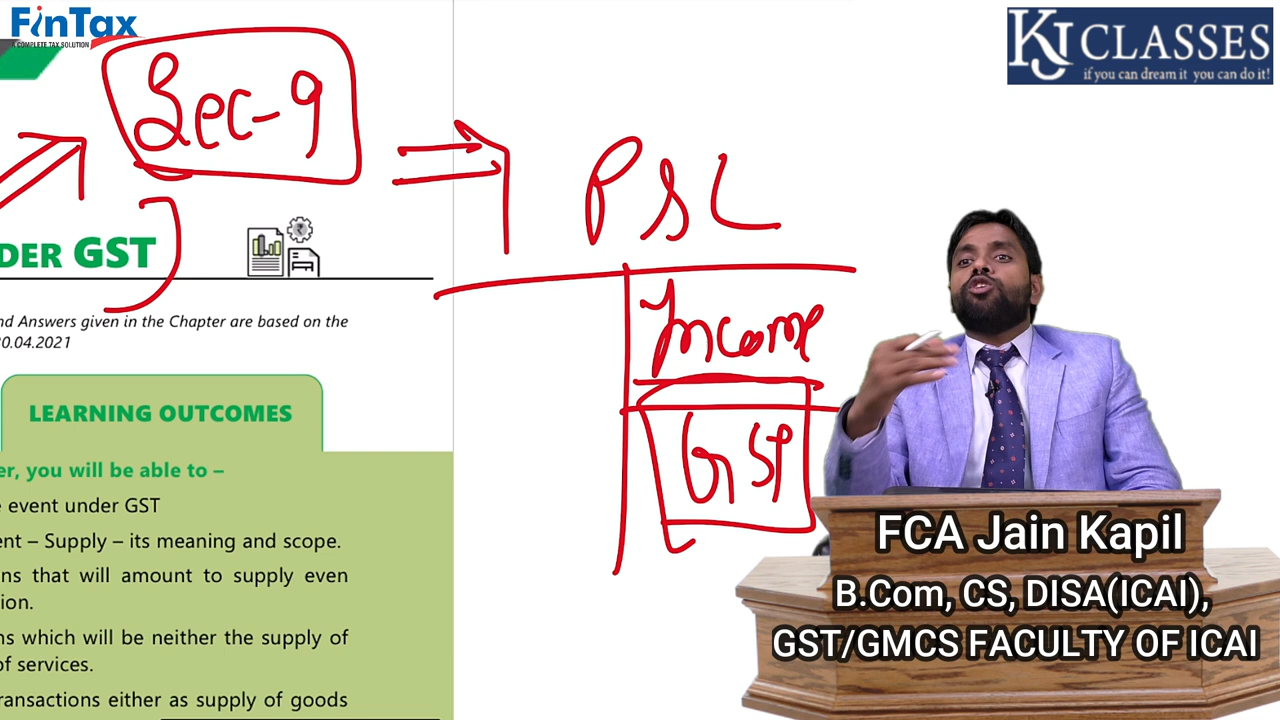 FinTax
A COMPLETE TAX SOLUTION
KJ CLASSES
if you can dream it you can do it!
Sec-9
P & L
DER GST
Income
nd Answers given in the Chapter are based on the
0.04.2021
LEARNING OUTCOMES
GST
er, you will be able to –
e event under GST
ent – Supply – its meaning and scope.
ns that will amount to supply even
ion.
ns which will be neither the supply of
of services.
ransactions either as supply of goods
FCA Jain Kapil
B.Com, CS, DISA(ICAI),
GST/GMCS FACULTY OF ICAI